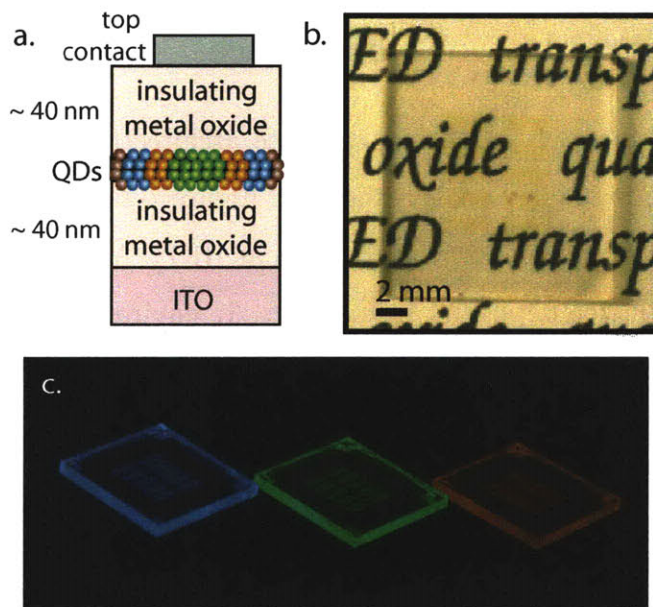 a.
top
contact
~ 40 nm
insulating
metal oxide
QDs
~ 40 nm
insulating
metal oxide
ITO
b.
ED transp
oxide qua
ED transp
2 mm
c.